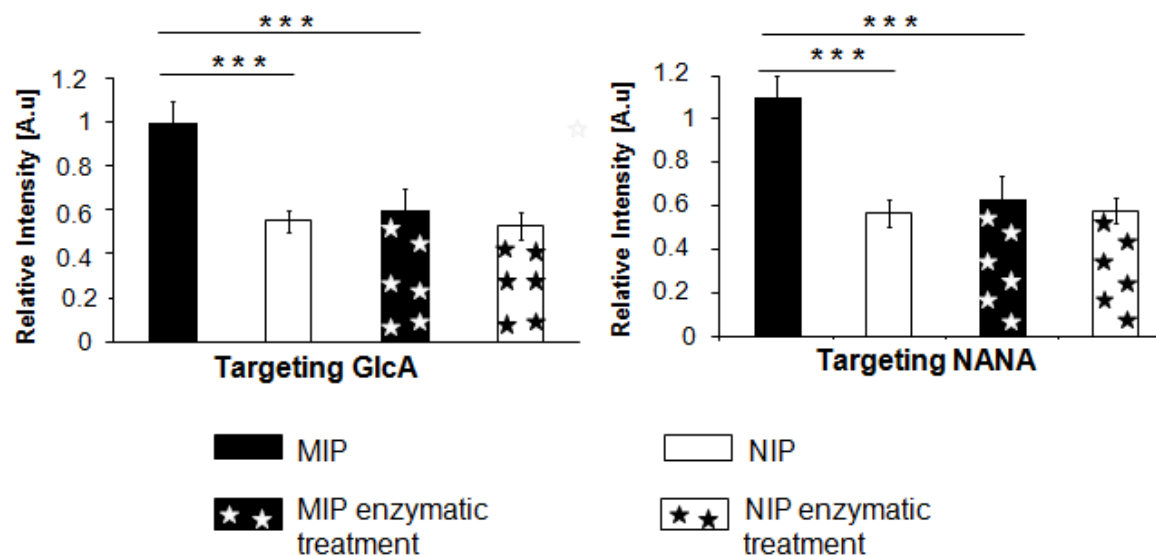 * * *
* * *
Relative Intensity [A.u]
1.2
1
0.8
0.6
0.4
0.2
0
Targeting GlcA
* * *
* * *
Relative Intensity [A.u]
1.2
1
0.8
0.6
0.4
0.2
0
Targeting NANA
MIP
NIP
MIP enzymatic
treatment
NIP enzymatic
treatment